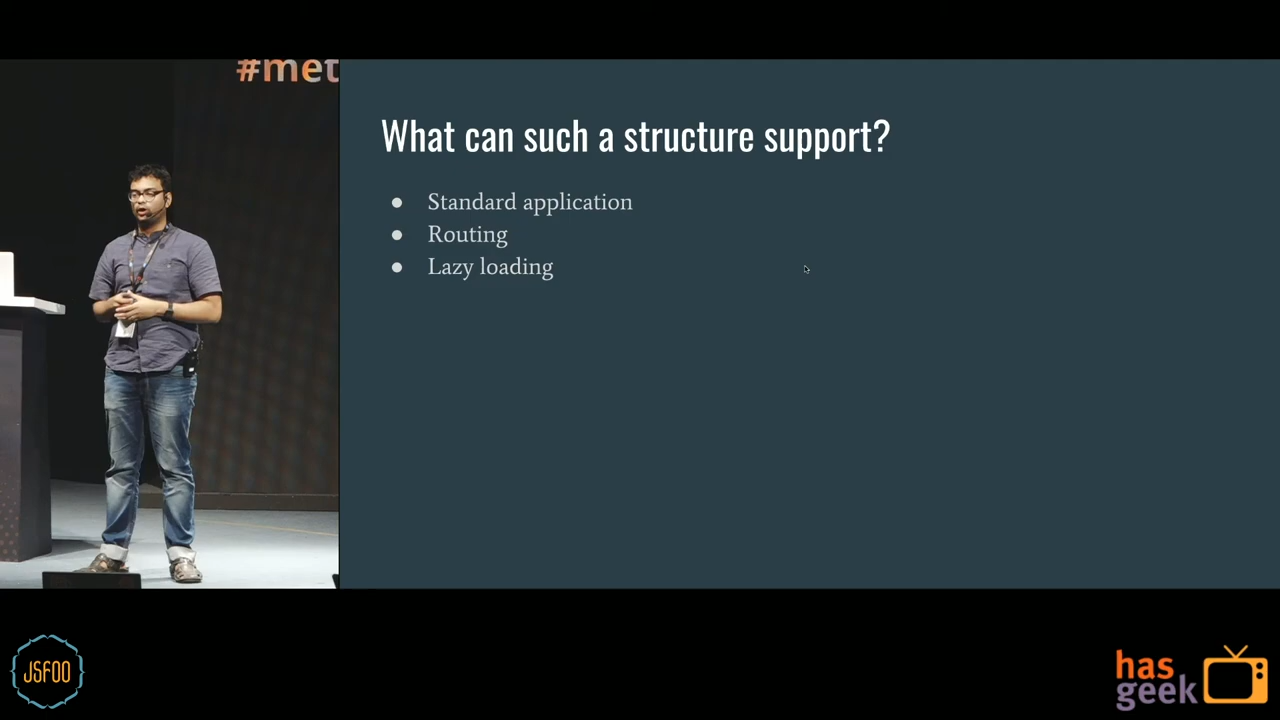 #met
What can such a structure support?
● Standard application
● Routing
● Lazy loading
JSFOO
has
geek